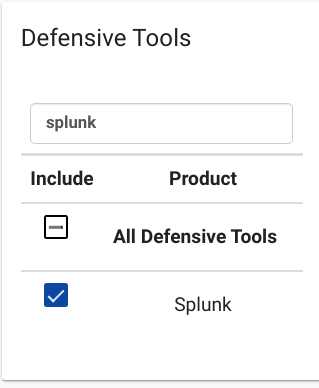 Defensive Tools
splunk
Include Product
All Defensive Tools
Splunk